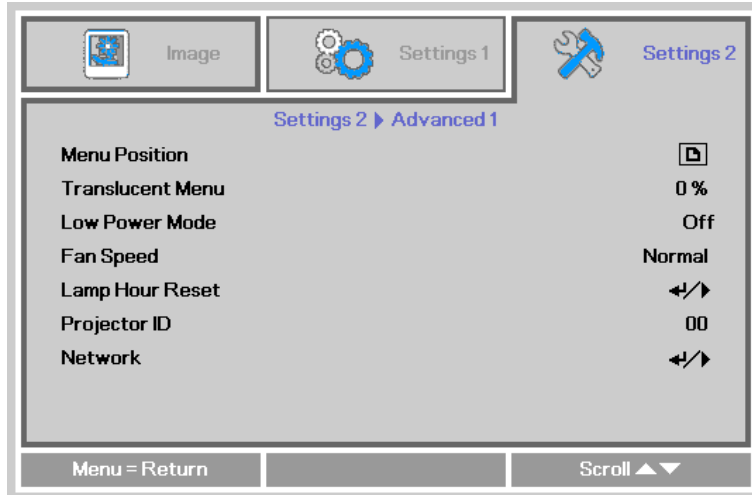 Image
Settings 1
Settings 2
Settings 2 Advanced 1
Menu Position
Translucent Menu 0 %
Low Power Mode Off
Fan Speed Normal
Lamp Hour Reset /
Projector ID 00
Network /
Menu = Return Scroll